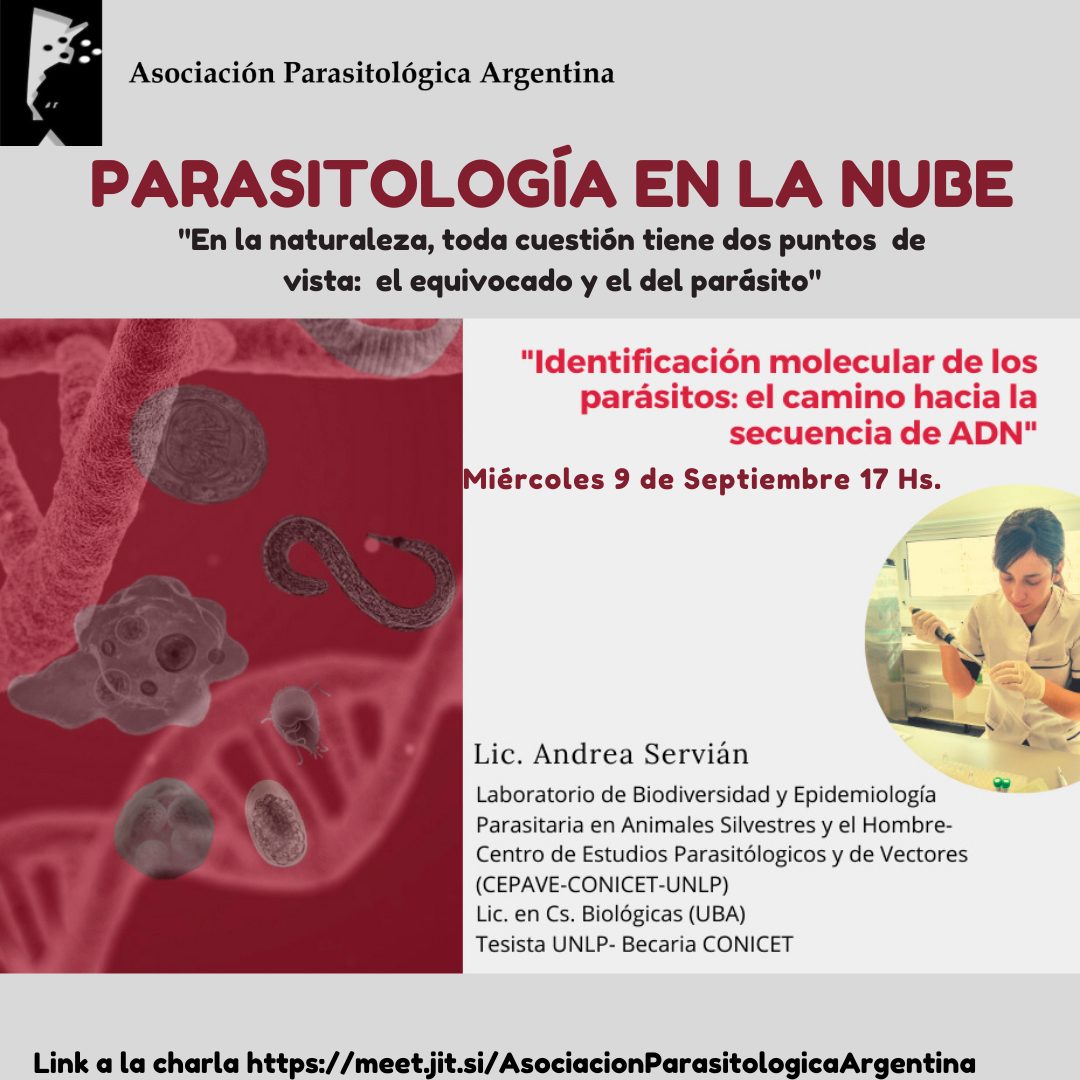 Asociación Parasitológica Argentina
PARASITOLOGÍA EN LA NUBE
"En la naturaleza, toda cuestión tiene dos puntos de
vista: el equivocado y el del parásito"
"Identificación molecular de los
parásitos: el camino hacia la
secuencia de ADN"
Miércoles 9 de Septiembre 17 Hs.
Lic. Andrea Servián
Laboratorio de Biodiversidad y Epidemiología
Parasitaria en Animales Silvestres y el Hombre-
Centro de Estudios Parasitólogicos y de Vectores
(CEPAVE-CONICET-UNLP)
Lic. en Cs. Biológicas (UBA)
Tesista UNLP- Becaria CONICET
Link a la charla https://meet.jit.si/AsociacionParasitologicaArgentina